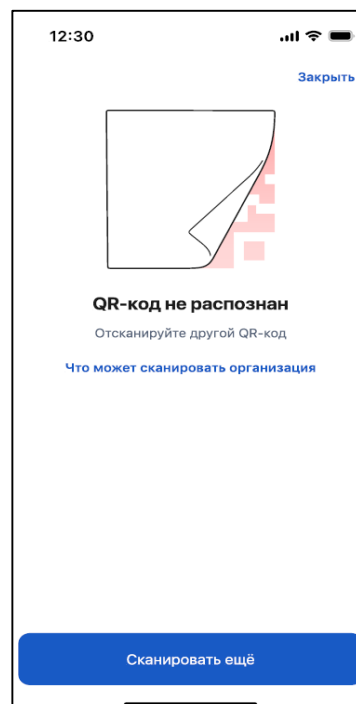 12:30
Закрыть
QR-код не распознан
Отсканируйте другой QR-код
Что может сканировать организация
Сканировать ещё